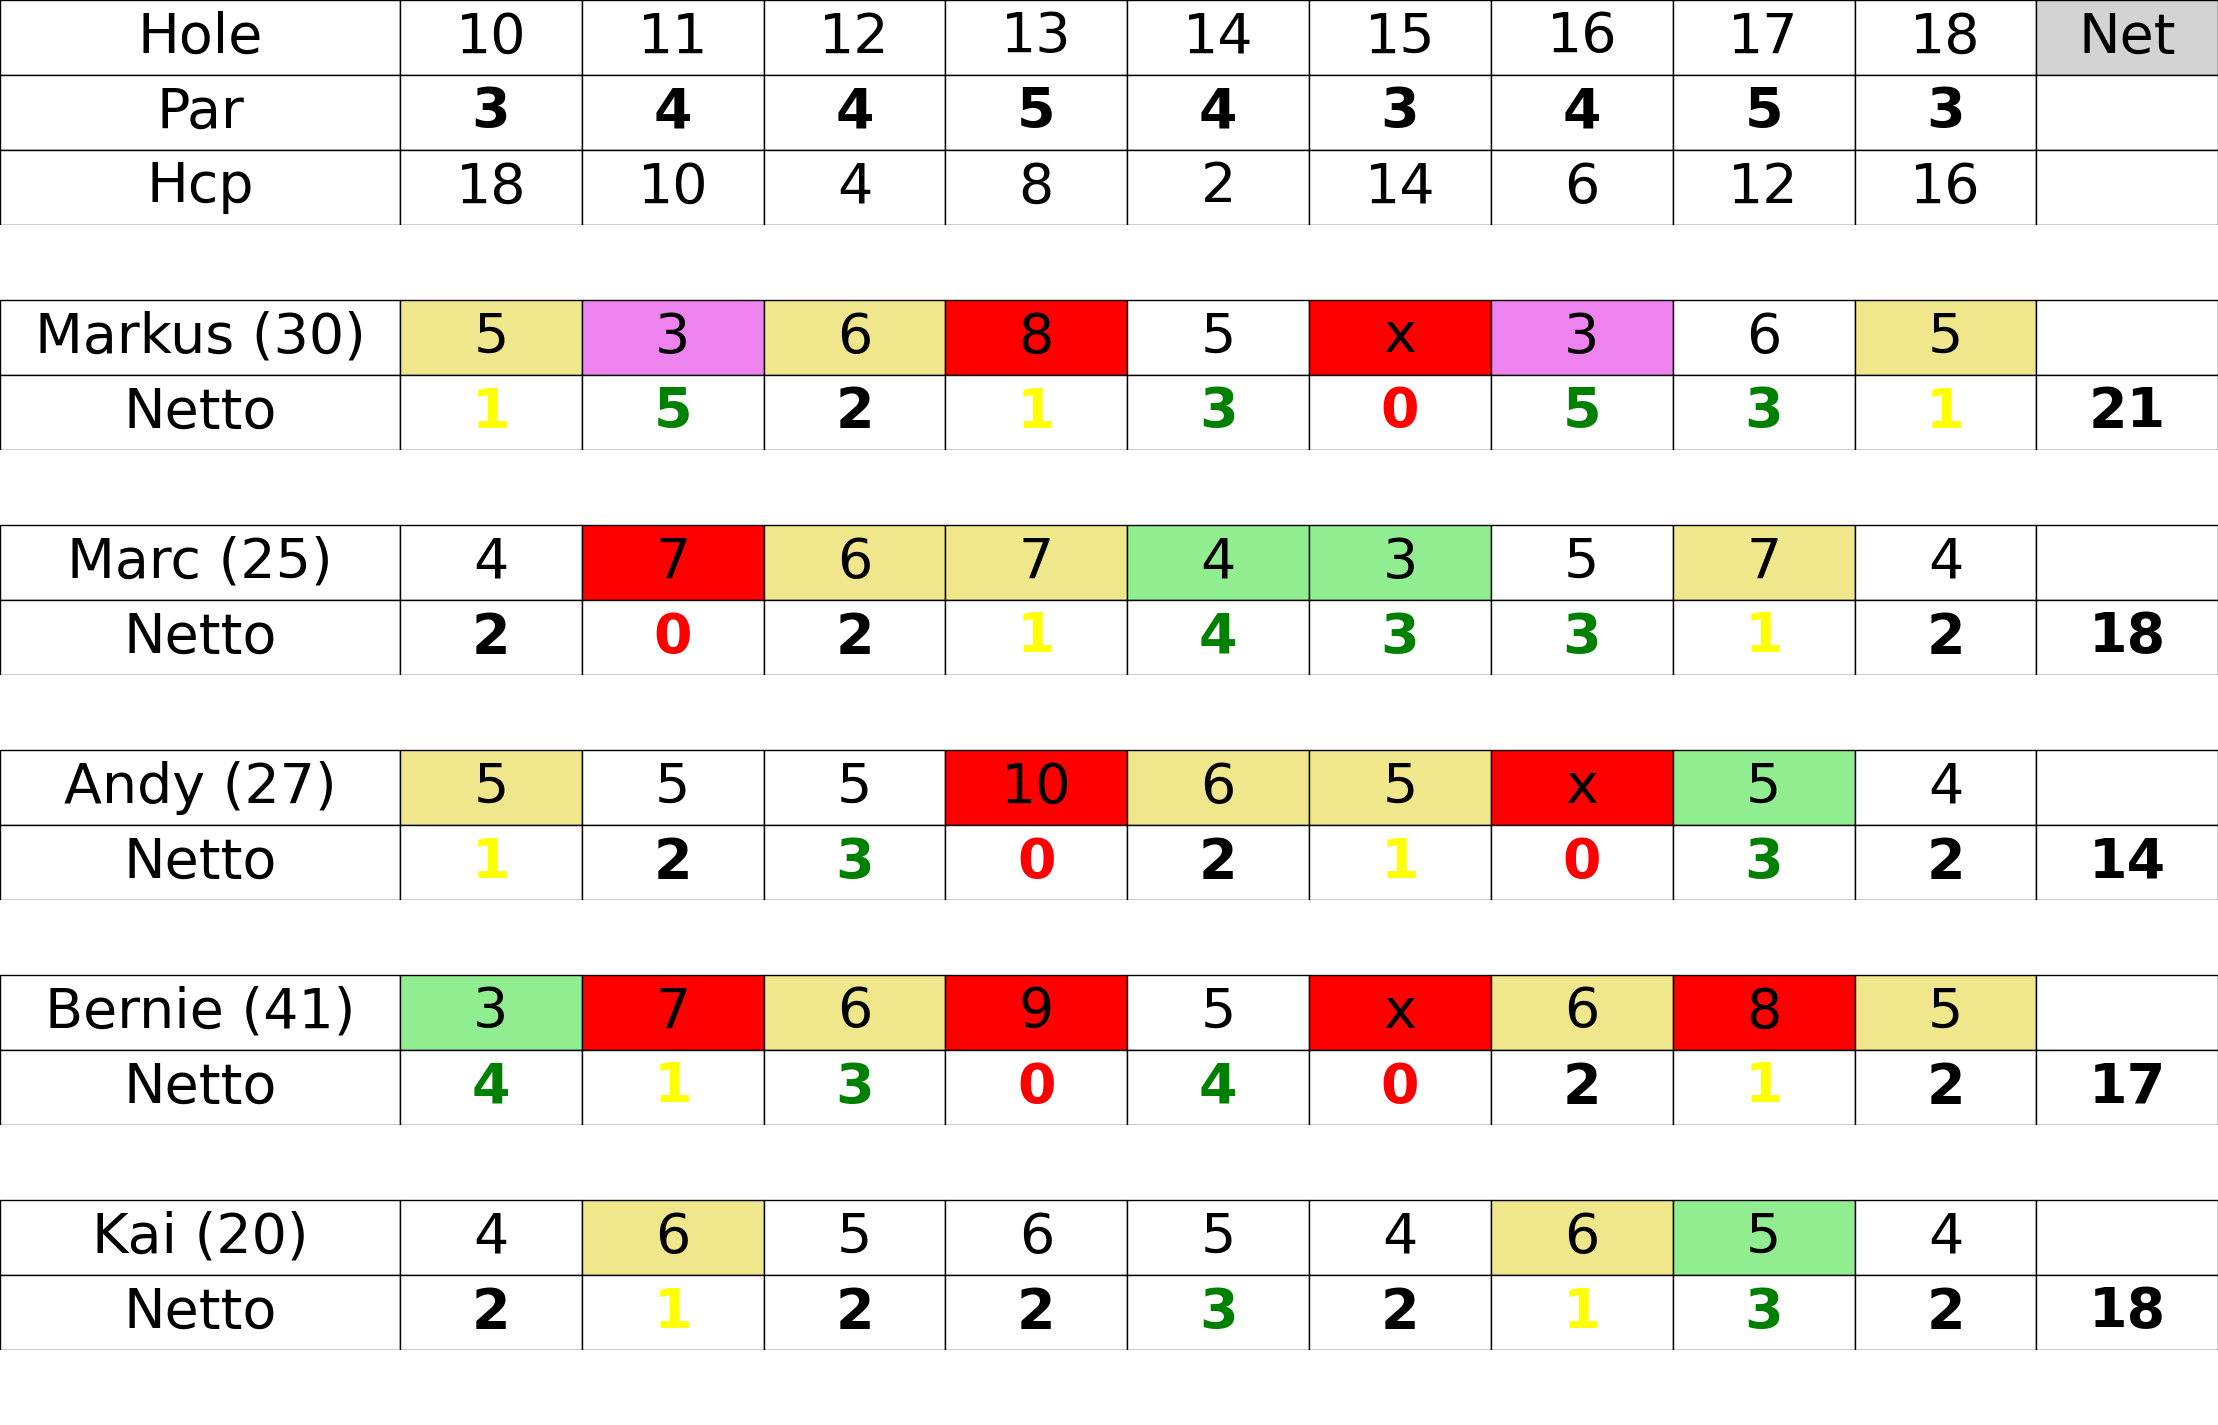 Hole 10 11 12 13 14 15 16 17 18 Net
Par 3 4 4 5 4 3 4 5 3
Hcp 18 10 4 8 2 14 6 12 16
Markus (30) 5 3 6 8 5 x 3 6 5
Netto 1 5 2 1 3 0 5 3 1 21
Marc (25) 4 7 6 7 4 3 5 7 4
Netto 2 0 2 1 4 3 3 1 2 18
Andy (27) 5 5 5 10 6 5 x 5 4
Netto 1 2 3 0 2 1 0 3 2 14
Bernie (41) 3 7 6 9 5 x 6 8 5
Netto 4 1 3 0 4 0 2 1 2 17
Kai (20) 4 6 5 6 5 4 6 5 4
Netto 2 1 2 2 3 2 1 3 2 18